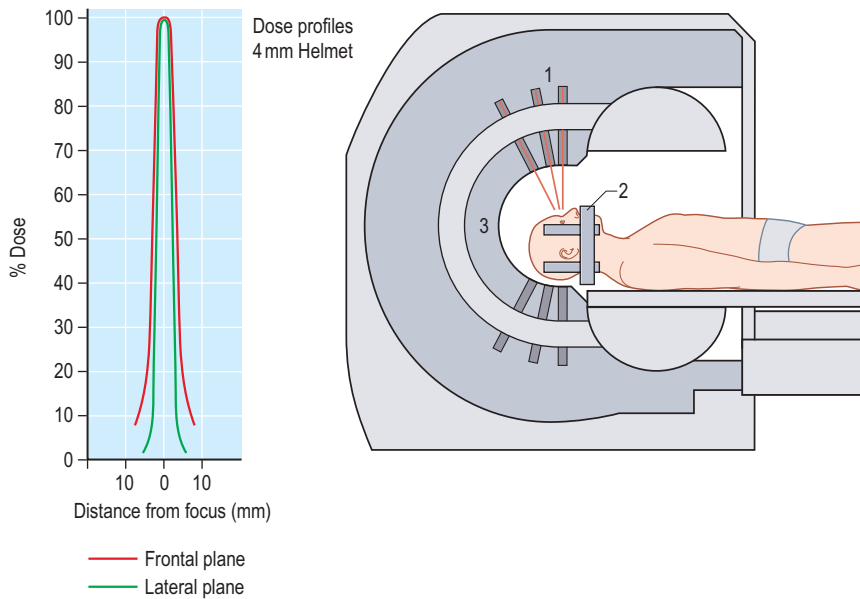 Dose profiles
4 mm Helmet
100
90
80
70
60
50
40
30
20
10
0
% Dose
10 0 10
Distance from focus (mm)
Frontal plane
Lateral plane
1
2
3